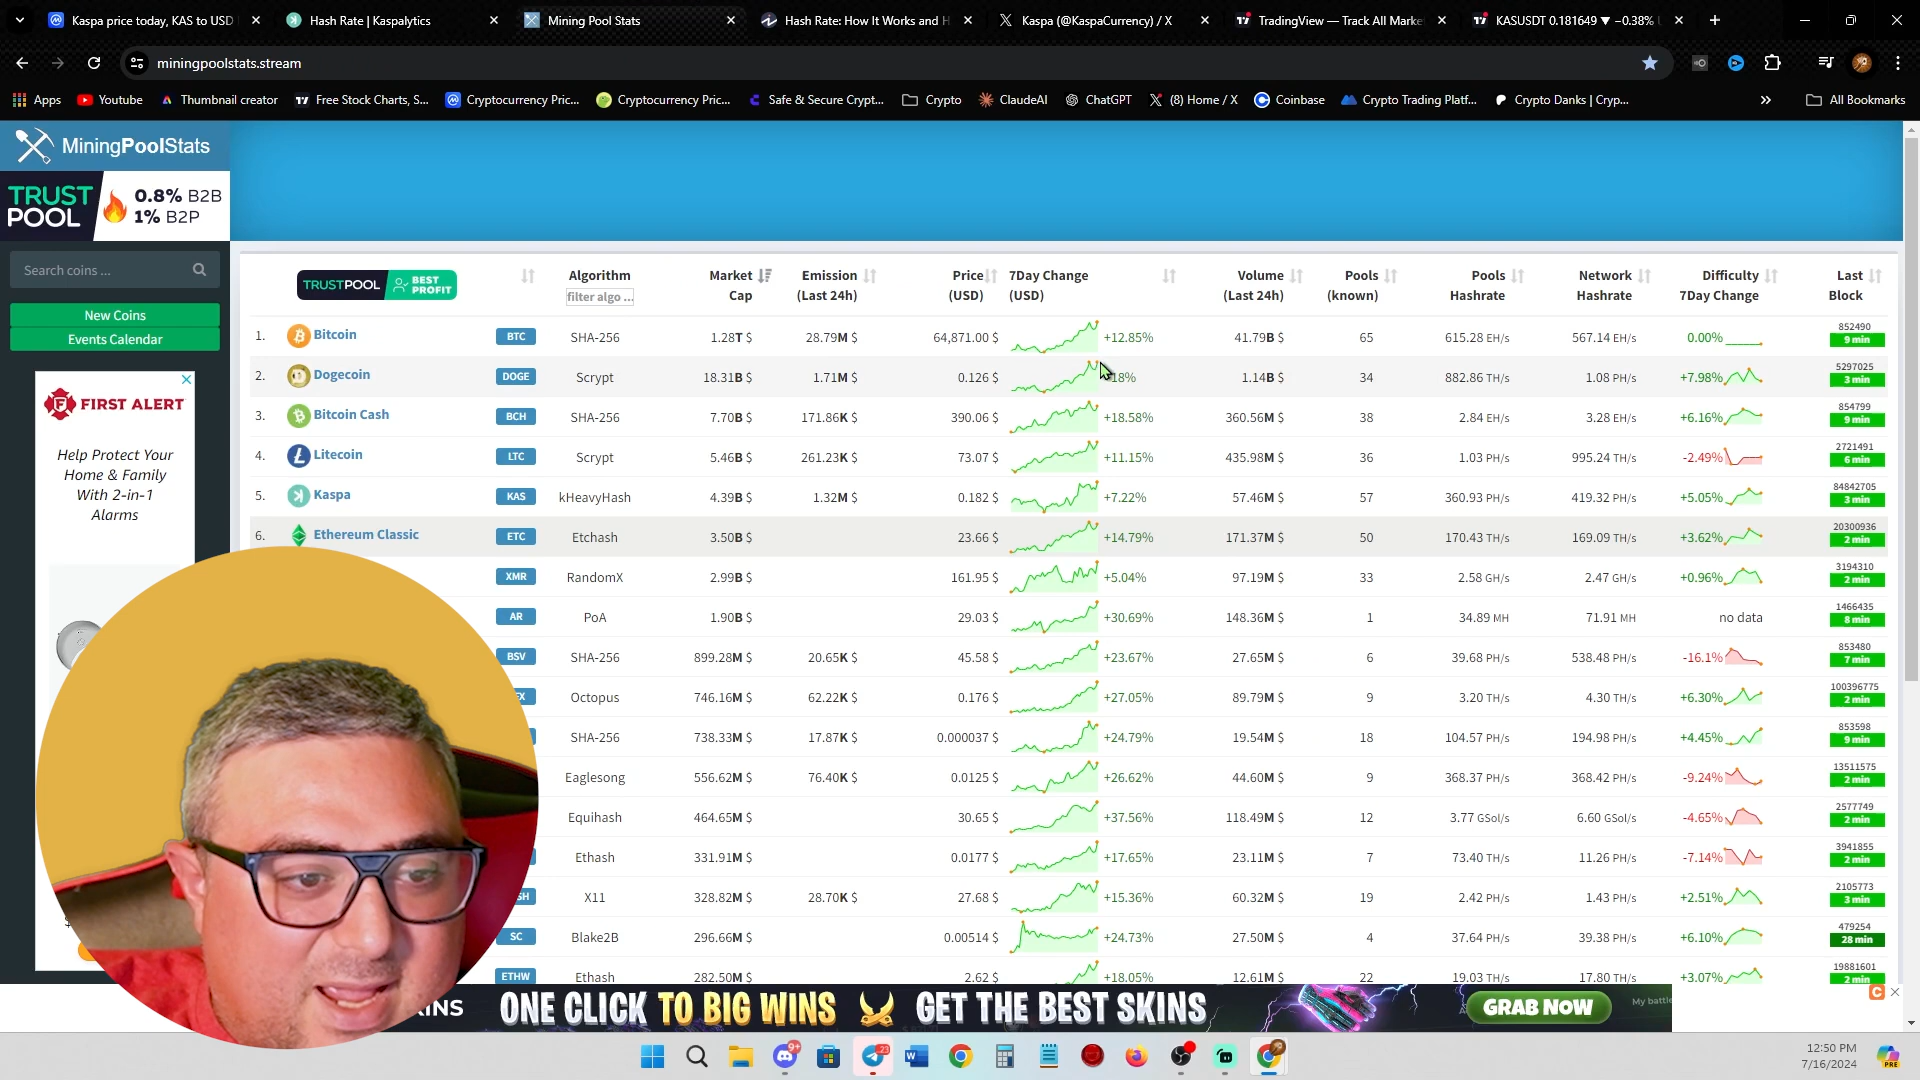 Kaspa price today, KAS to USD
Hash Rate | Kaspalytics
Mining Pool Stats
Hash Rate: How It Works and H
Kaspa (@KaspaCurrency) / X
TradingView — Track All Marke
KASUSDT 0.181649 ▼ −0.38%
miningpoolstats.stream
Apps
Youtube
Thumbnail creator
Free Stock Charts, S...
Cryptocurrency Pric...
Cryptocurrency Pric...
Safe & Secure Crypt...
Crypto
ClaudeAI
ChatGPT
(8) Home / X
Coinbase
Crypto Trading Platf...
Crypto Danks | Cryp...
»
All Bookmarks
MiningPoolStats
TRUST POOL
0.8% B2B
1% B2P
Search coins ...
New Coins
Events Calendar
FIRST ALERT
Help Protect Your
Home & Family
With 2-in-1
Alarms
TRUSTPOOL BEST PROFIT
Algorithm
filter algo ...
Market Cap
Emission (Last 24h)
Price (USD)
7Day Change (USD)
Volume (Last 24h)
Pools (known)
Pools Hashrate
Network Hashrate
Difficulty 7Day Change
Last Block
1. Bitcoin BTC SHA-256 1.28T $ 28.79M $ 64,871.00 $ +12.85% 41.79B $ 65 615.28 EH/s 567.14 EH/s 0.00% 852490 9 min
2. Dogecoin DOGE Scrypt 18.31B $ 1.71M $ 0.126 $ 18% 1.14B $ 34 882.86 TH/s 1.08 PH/s +7.98% 5297025 3 min
3. Bitcoin Cash BCH SHA-256 7.70B $ 171.86K $ 390.06 $ +18.58% 360.56M $ 38 2.84 EH/s 3.28 EH/s +6.16% 854799 9 min
4. Litecoin LTC Scrypt 5.46B $ 261.23K $ 73.07 $ +11.15% 435.98M $ 36 1.03 PH/s 995.24 TH/s -2.49% 2721491 6 min
5. Kaspa KAS kHeavyHash 4.39B $ 1.32M $ 0.182 $ +7.22% 57.46M $ 57 360.93 PH/s 419.32 PH/s +5.05% 84842705 3 min
6. Ethereum Classic ETC Etchash 3.50B $ 23.66 $ +14.79% 171.37M $ 50 170.43 TH/s 169.09 TH/s +3.62% 20300936 2 min
XMR RandomX 2.99B $ 161.95 $ +5.04% 97.19M $ 33 2.58 GH/s 2.47 GH/s +0.96% 3194310 2 min
AR PoA 1.90B $ 29.03 $ +30.69% 148.36M $ 1 34.89 MH 71.91 MH no data 1466435 8 min
BSV SHA-256 899.28M $ 20.65K $ 45.58 $ +23.67% 27.65M $ 6 39.68 PH/s 538.48 PH/s -16.1% 853480 7 min
FX Octopus 746.16M $ 62.22K $ 0.176 $ +27.05% 89.79M $ 9 3.20 TH/s 4.30 TH/s +6.30% 100396775 2 min
SHA-256 738.33M $ 17.87K $ 0.000037 $ +24.79% 19.54M $ 18 104.57 PH/s 194.98 PH/s +4.45% 853598 9 min
Eaglesong 556.62M $ 76.40K $ 0.0125 $ +26.62% 44.60M $ 9 368.37 PH/s 368.42 PH/s -9.24% 13511575 2 min
Equihash 464.65M $ 30.65 $ +37.56% 118.49M $ 12 3.77 GSol/s 6.60 GSol/s -4.65% 2577749 2 min
Ethash 331.91M $ 0.0177 $ +17.65% 23.11M $ 7 73.40 TH/s 11.26 PH/s -7.14% 3941855 2 min
SH X11 328.82M $ 28.70K $ 27.68 $ +15.36% 60.32M $ 19 2.42 PH/s 1.43 PH/s +2.51% 2105773 3 min
SC Blake2B 296.66M $ 0.00514 $ +24.73% 27.50M $ 4 37.64 PH/s 39.38 PH/s +6.10% 479254 28 min
ETHW Ethash 282.50M $ 2.62 $ +18.05% 12.61M $ 22 19.03 TH/s 17.80 TH/s +3.07% 19881601 2 min
KINS ONE CLICK TO BIG WINS GET THE BEST SKINS GRAB NOW My battle
12:50 PM
7/16/2024